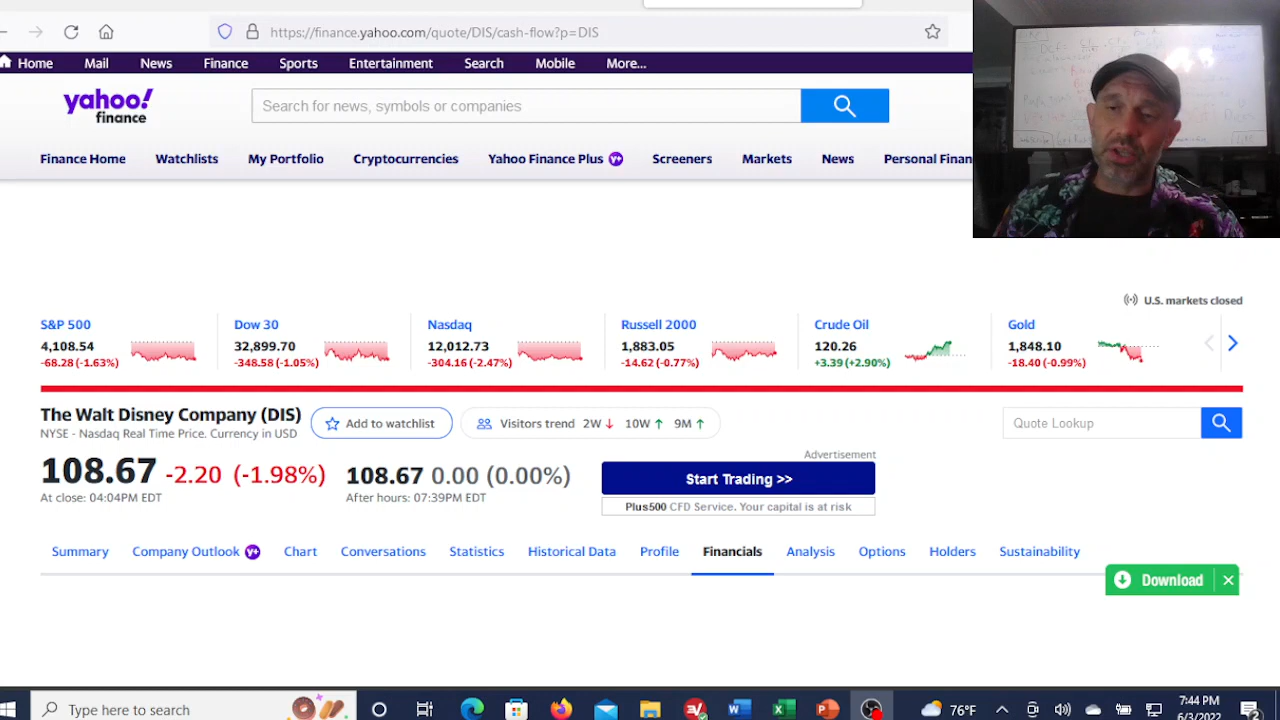 https://finance.yahoo.com/quote/DIS/cash-flow?p=DIS
Home Mail News Finance Sports Entertainment Search Mobile More...
yahoo!
finance
Search for news, symbols or companies
Finance Home Watchlists My Portfolio Cryptocurrencies Yahoo Finance Plus Y+ Screeners Markets News Personal Finan
U.S. markets closed
S&P 500 Dow 30 Nasdaq Russell 2000 Crude Oil Gold
4,108.54 32,899.70 12,012.73 1,883.05 120.26 1,848.10
-68.28 (-1.63%) -348.58 (-1.05%) -304.16 (-2.47%) -14.62 (-0.77%) +3.39 (+2.90%) -18.40 (-0.99%)
The Walt Disney Company (DIS) Add to watchlist Visitors trend 2W ↓ 10W ↑ 9M ↑ Quote Lookup
NYSE - Nasdaq Real Time Price. Currency in USD
Advertisement
108.67 -2.20 (-1.98%) 108.67 0.00 (0.00%) Start Trading >>
At close: 04:04PM EDT After hours: 07:39PM EDT Plus500 CFD Service. Your capital is at risk
Summary Company Outlook Y+ Chart Conversations Statistics Historical Data Profile Financials Analysis Options Holders Sustainability
Download
Type here to search 76°F 7:44 PM
6/3/2022 2